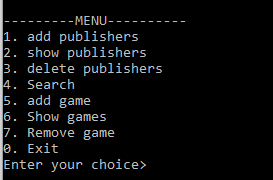 ---------MENU----------
1. add publishers
2. show publishers
3. delete publishers
4. Search
5. add game
6. Show games
7. Remove game
0. Exit
Enter your choice>